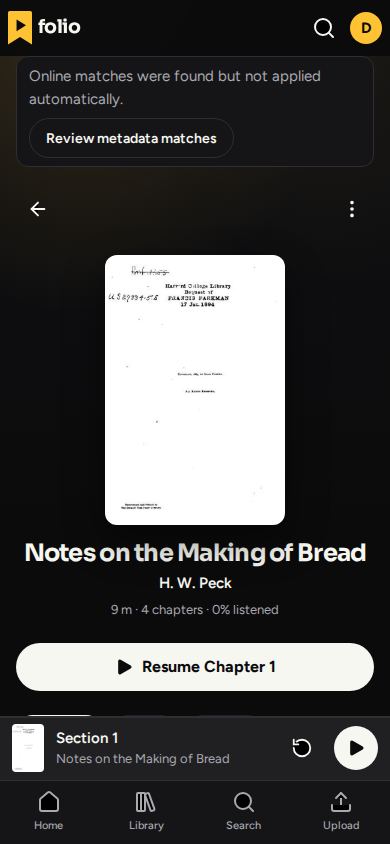 folio
D
Online matches were found but not applied
automatically.
Review metadata matches
Harvard College Library
Bequest of
FRANCIS PARKMAN
17 Jan. 1894
Notes on the Making of Bread
H. W. Peck
9 m · 4 chapters · 0% listened
Resume Chapter 1
Section 1
Notes on the Making of Bread
Home
Library
Search
Upload